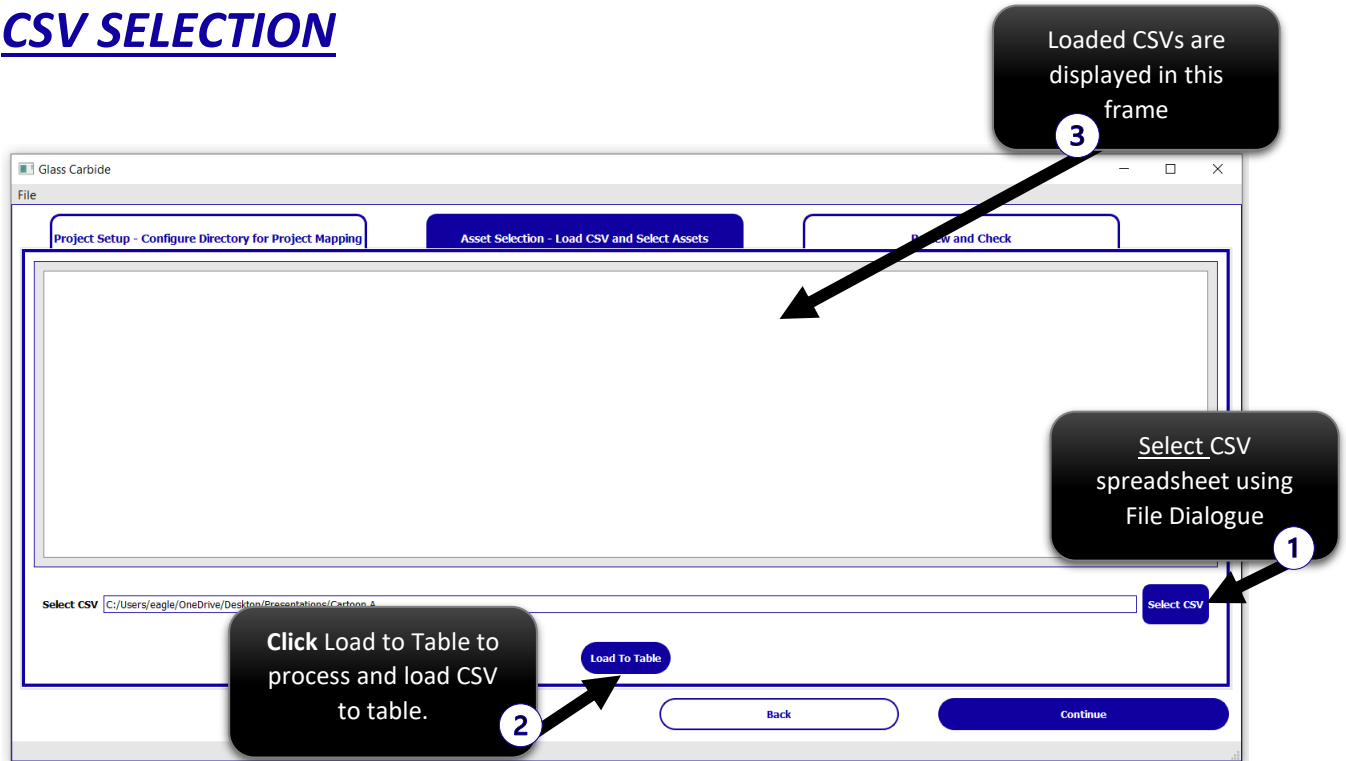 CSV SELECTION
Loaded CSVs are
displayed in this
frame
3
Glass Carbide
File
Project Setup - Configure Directory for Project Mapping
Asset Selection - Load CSV and Select Assets
and Check
Select CSV
spreadsheet using
File Dialogue
1
Select CSV
C:/Users/eagle/OneDrive/Desktop/Presentations/Cartoon A
Select CSV
Click Load to Table to
process and load CSV
to table.
2
Load To Table
Back
Continue